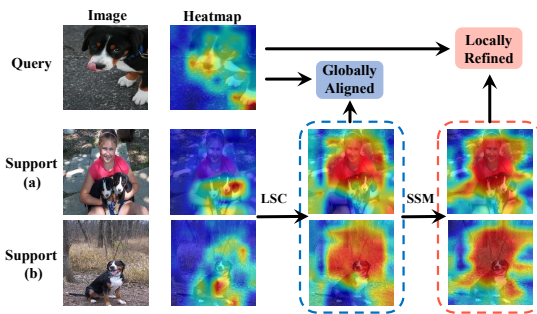 Image
Heatmap
Query
Globally
Aligned
Locally
Refined
Support
(a)
LSC
SSM
Support
(b)